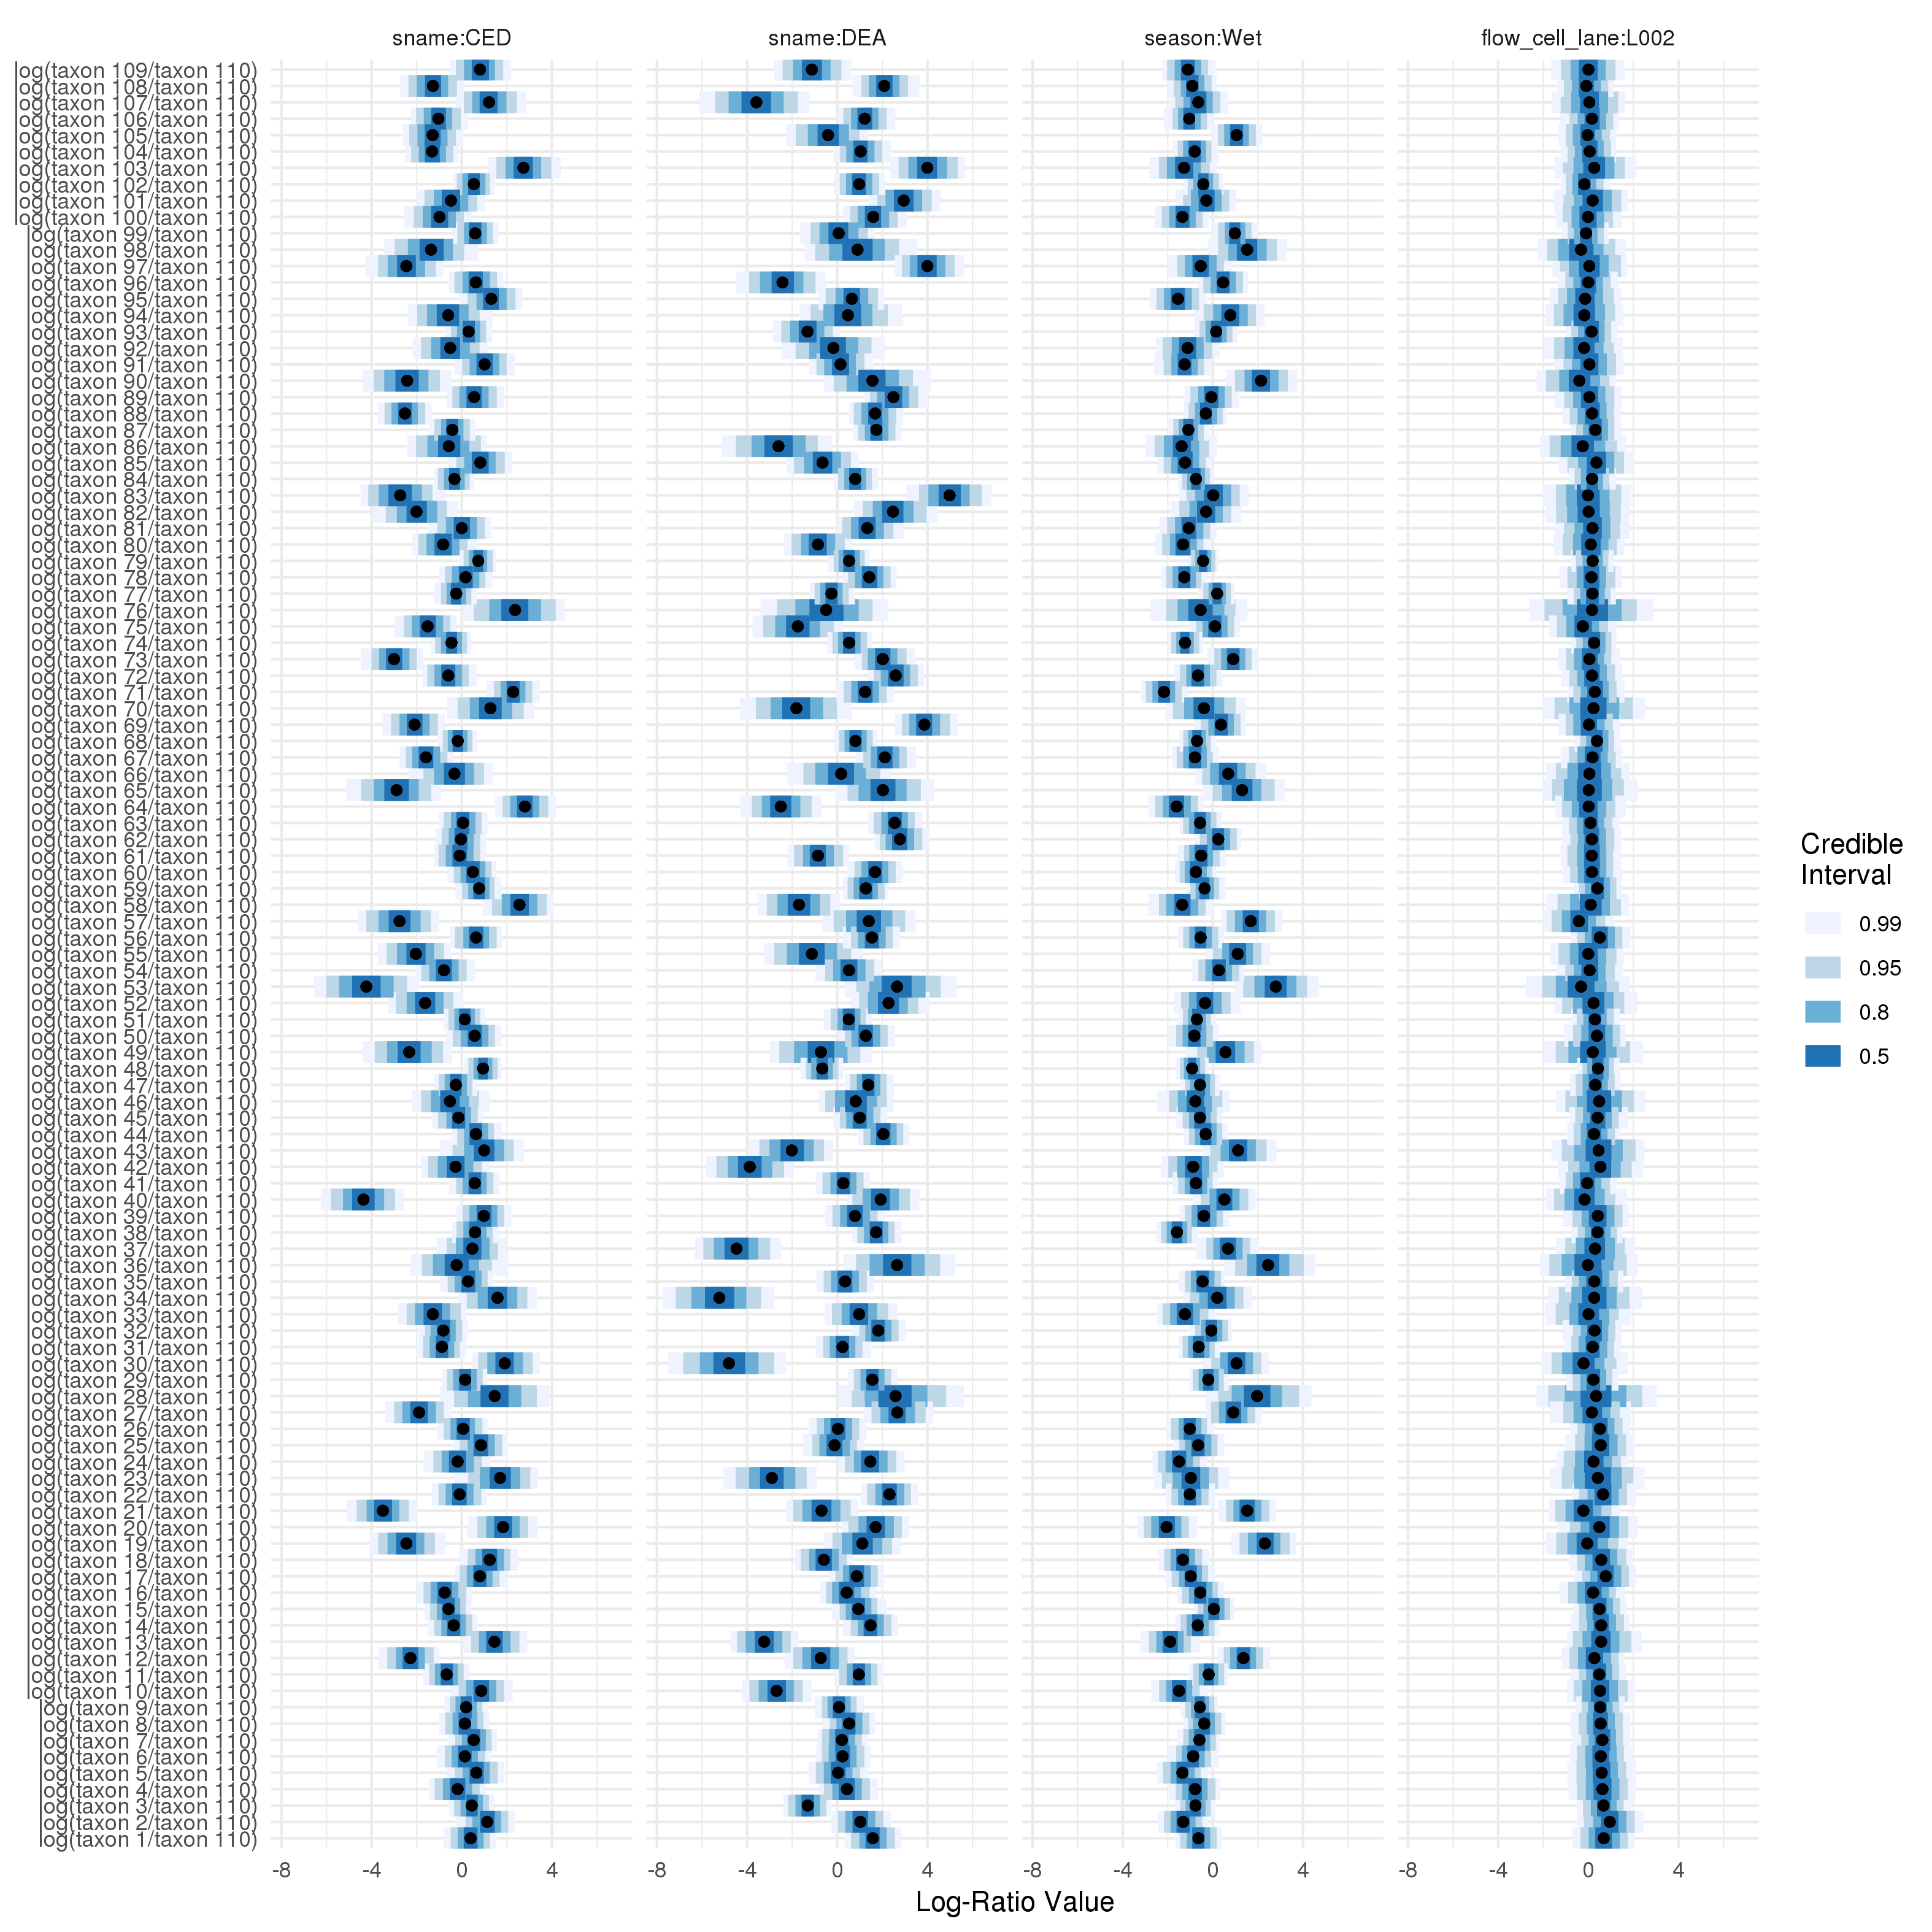 sname:CED sname:DEA season:Wet flow_cell_lane:L002
log(taxon 109/taxon 110)
log(taxon 108/taxon 110)
log(taxon 107/taxon 110)
log(taxon 106/taxon 110)
log(taxon 105/taxon 110)
log(taxon 104/taxon 110)
log(taxon 103/taxon 110)
log(taxon 102/taxon 110)
log(taxon 101/taxon 110)
log(taxon 100/taxon 110)
log(taxon 99/taxon 110)
log(taxon 98/taxon 110)
log(taxon 97/taxon 110)
log(taxon 96/taxon 110)
log(taxon 95/taxon 110)
log(taxon 94/taxon 110)
log(taxon 93/taxon 110)
log(taxon 92/taxon 110)
log(taxon 91/taxon 110)
log(taxon 90/taxon 110)
log(taxon 89/taxon 110)
log(taxon 88/taxon 110)
log(taxon 87/taxon 110)
log(taxon 86/taxon 110)
log(taxon 85/taxon 110)
log(taxon 84/taxon 110)
log(taxon 83/taxon 110)
log(taxon 82/taxon 110)
log(taxon 81/taxon 110)
log(taxon 80/taxon 110)
log(taxon 79/taxon 110)
log(taxon 78/taxon 110)
log(taxon 77/taxon 110)
log(taxon 76/taxon 110)
log(taxon 75/taxon 110)
log(taxon 74/taxon 110)
log(taxon 73/taxon 110)
log(taxon 72/taxon 110)
log(taxon 71/taxon 110)
log(taxon 70/taxon 110)
log(taxon 69/taxon 110)
log(taxon 68/taxon 110)
log(taxon 67/taxon 110)
log(taxon 66/taxon 110)
log(taxon 65/taxon 110)
log(taxon 64/taxon 110)
log(taxon 63/taxon 110)
log(taxon 62/taxon 110)
log(taxon 61/taxon 110)
log(taxon 60/taxon 110)
log(taxon 59/taxon 110)
log(taxon 58/taxon 110)
log(taxon 57/taxon 110)
log(taxon 56/taxon 110)
log(taxon 55/taxon 110)
log(taxon 54/taxon 110)
log(taxon 53/taxon 110)
log(taxon 52/taxon 110)
log(taxon 51/taxon 110)
log(taxon 50/taxon 110)
log(taxon 49/taxon 110)
log(taxon 48/taxon 110)
log(taxon 47/taxon 110)
log(taxon 46/taxon 110)
log(taxon 45/taxon 110)
log(taxon 44/taxon 110)
log(taxon 43/taxon 110)
log(taxon 42/taxon 110)
log(taxon 41/taxon 110)
log(taxon 40/taxon 110)
log(taxon 39/taxon 110)
log(taxon 38/taxon 110)
log(taxon 37/taxon 110)
log(taxon 36/taxon 110)
log(taxon 35/taxon 110)
log(taxon 34/taxon 110)
log(taxon 33/taxon 110)
log(taxon 32/taxon 110)
log(taxon 31/taxon 110)
log(taxon 30/taxon 110)
log(taxon 29/taxon 110)
log(taxon 28/taxon 110)
log(taxon 27/taxon 110)
log(taxon 26/taxon 110)
log(taxon 25/taxon 110)
log(taxon 24/taxon 110)
log(taxon 23/taxon 110)
log(taxon 22/taxon 110)
log(taxon 21/taxon 110)
log(taxon 20/taxon 110)
log(taxon 19/taxon 110)
log(taxon 18/taxon 110)
log(taxon 17/taxon 110)
log(taxon 16/taxon 110)
log(taxon 15/taxon 110)
log(taxon 14/taxon 110)
log(taxon 13/taxon 110)
log(taxon 12/taxon 110)
log(taxon 11/taxon 110)
log(taxon 10/taxon 110)
log(taxon 9/taxon 110)
log(taxon 8/taxon 110)
log(taxon 7/taxon 110)
log(taxon 6/taxon 110)
log(taxon 5/taxon 110)
log(taxon 4/taxon 110)
log(taxon 3/taxon 110)
log(taxon 2/taxon 110)
log(taxon 1/taxon 110)
-8 -4 0 4 -8 -4 0 4 -8 -4 0 4 -8 -4 0 4
Log-Ratio Value
Credible
Interval
0.99
0.95
0.8
0.5